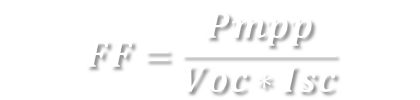 FF = Pmpp / Voc * Isc